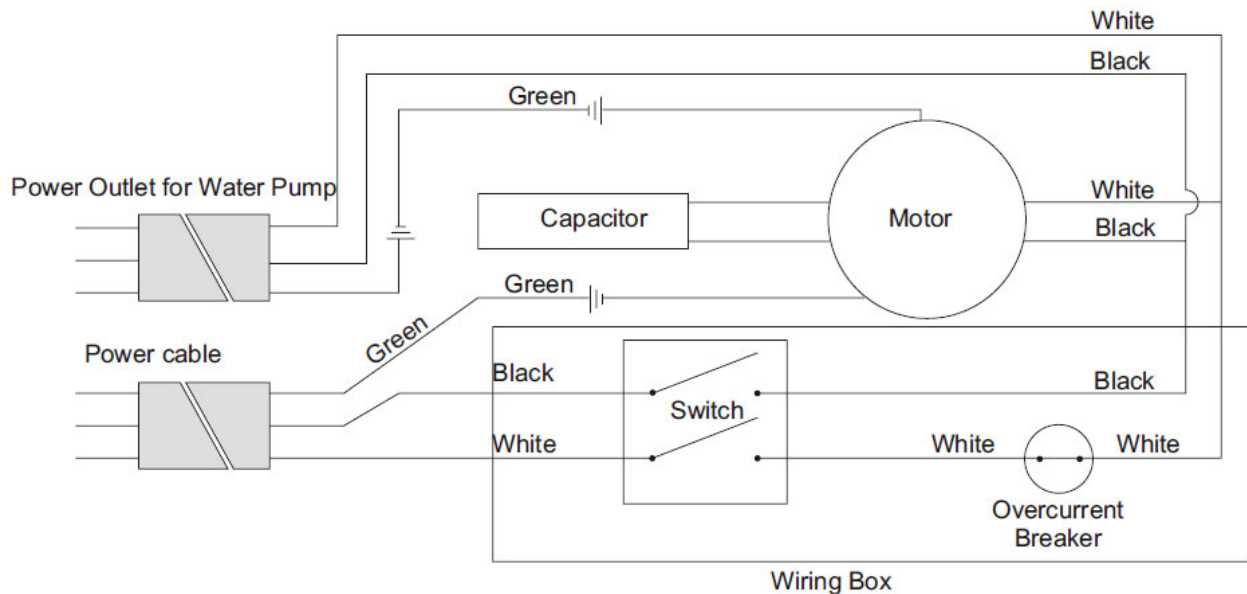 White
Black
Green
Power Outlet for Water Pump
Capacitor
Motor
White
Black
Green
Green
Power cable
Black
Switch
Black
White
White
White
Overcurrent
Breaker
Wiring Box